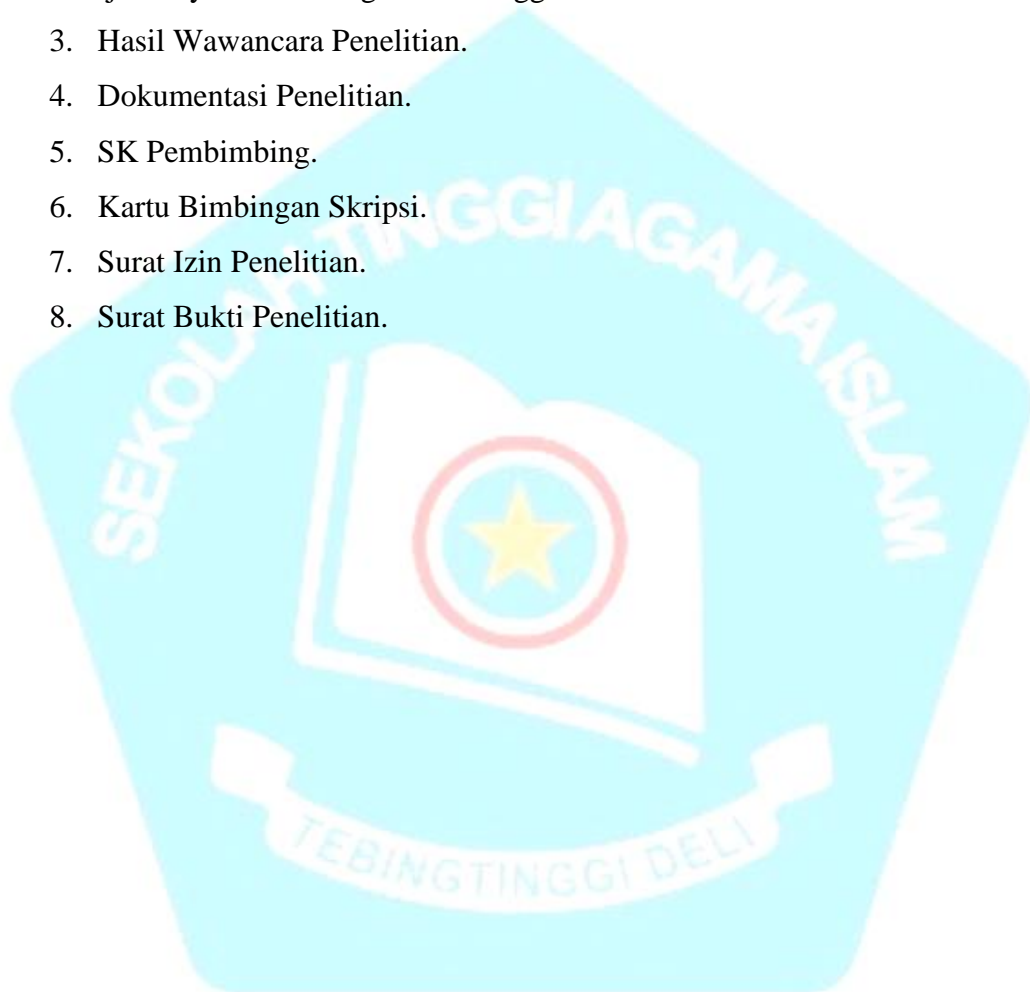 3. Hasil Wawancara Penelitian.
4. Dokumentasi Penelitian.
5. SK Pembimbing.
6. Kartu Bimbingan Skripsi.
7. Surat Izin Penelitian.
8. Surat Bukti Penelitian.
SEKOLAH TINGGI AGAMA ISLAM
TEBINGTINGGI DELI